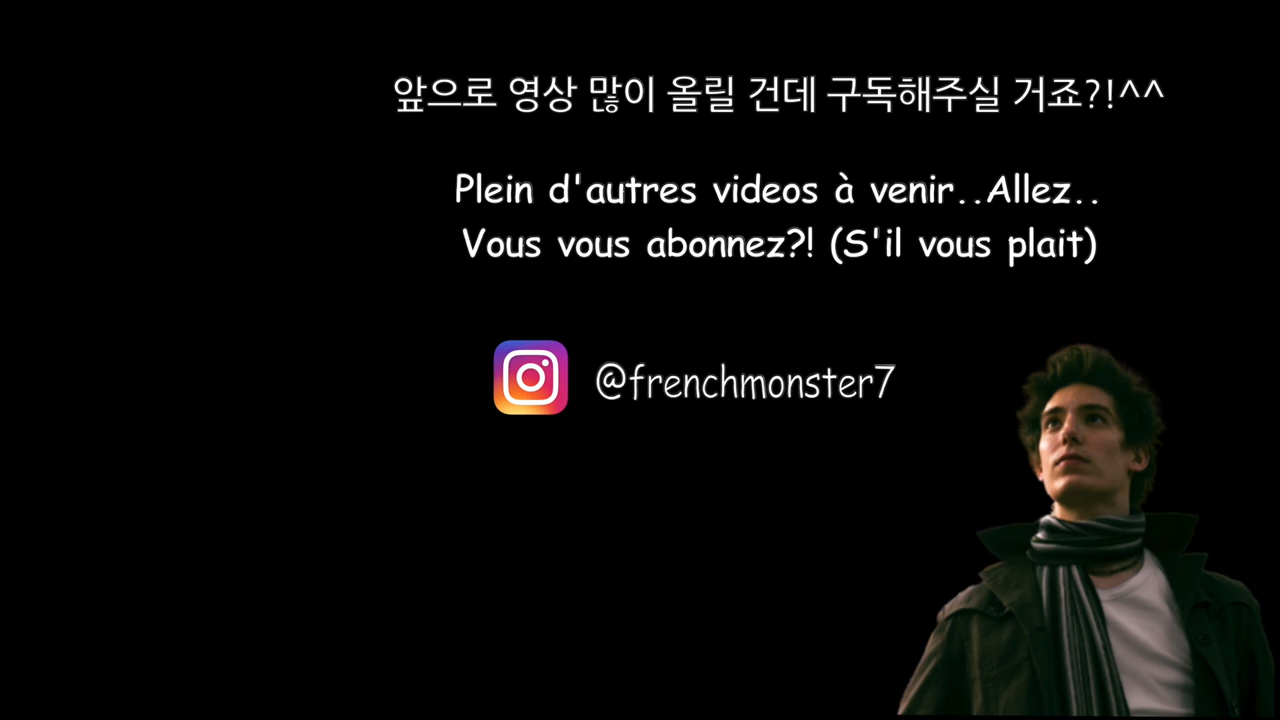 앞으로 영상 많이 올릴 건데 구독해주실 거죠?!^^
Plein d'autres videos à venir..Allez..
Vous vous abonnez?! (S'il vous plait)
@frenchmonster7